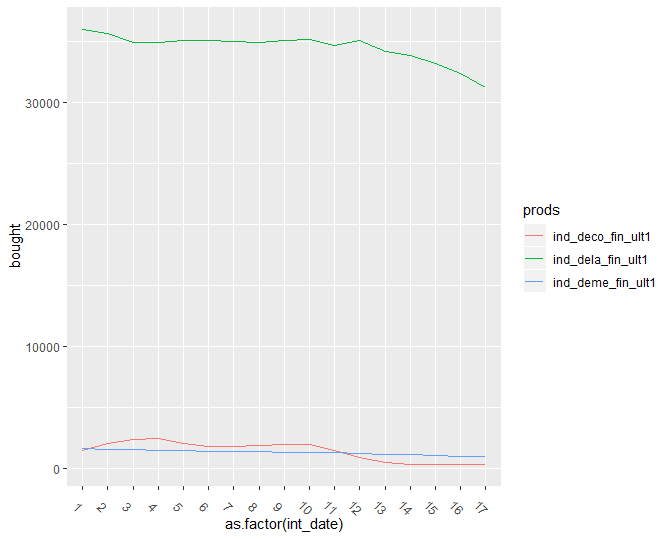 bought
30000
20000
10000
0
1 2 3 4 5 6 7 8 9 10 11 12 13 14 15 16 17
as.factor(int_date)
prods
ind_deco_fin_ult1
ind_dela_fin_ult1
ind_deme_fin_ult1